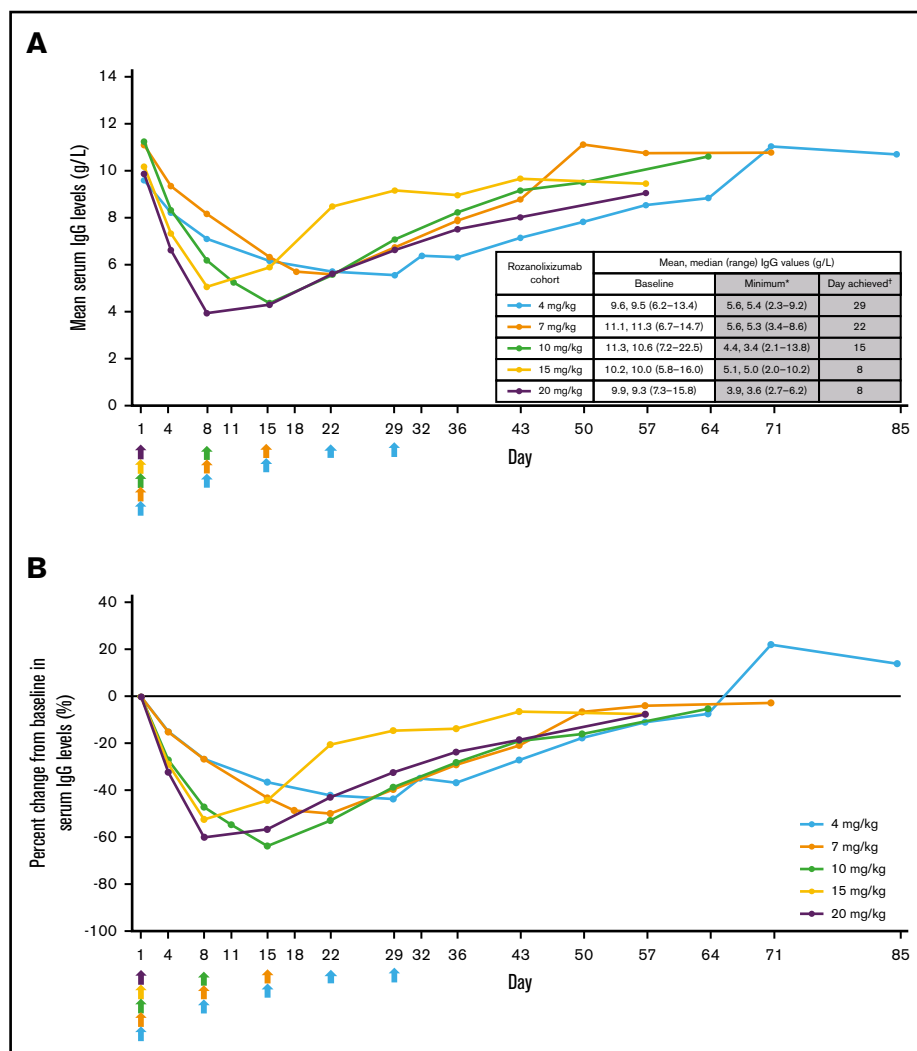 A
Mean serum IgG levels (g/L)
14
12
10
8
6
4
2
0
Rozanolixizumab cohort
Mean, median (range) IgG values (g/L)
Baseline
Minimum*
Day achieved†
4 mg/kg 9.6, 9.5 (6.2–13.4) 5.6, 5.4 (2.3–9.2) 29
7 mg/kg 11.1, 11.3 (6.7–14.7) 5.6, 5.3 (3.4–8.6) 22
10 mg/kg 11.3, 10.6 (7.2–22.5) 4.4, 3.4 (2.1–13.8) 15
15 mg/kg 10.2, 10.0 (5.8–16.0) 5.1, 5.0 (2.0–10.2) 8
20 mg/kg 9.9, 9.3 (7.3–15.8) 3.9, 3.6 (2.7–6.2) 8
1 4 8 11 15 18 22 29 32 36 43 50 57 64 71 85
Day
B
Percent change from baseline in
serum IgG levels (%)
40
20
0
-20
-40
-60
-80
-100
4 mg/kg
7 mg/kg
10 mg/kg
15 mg/kg
20 mg/kg
1 4 8 11 15 18 22 29 32 36 43 50 57 64 71 85
Day